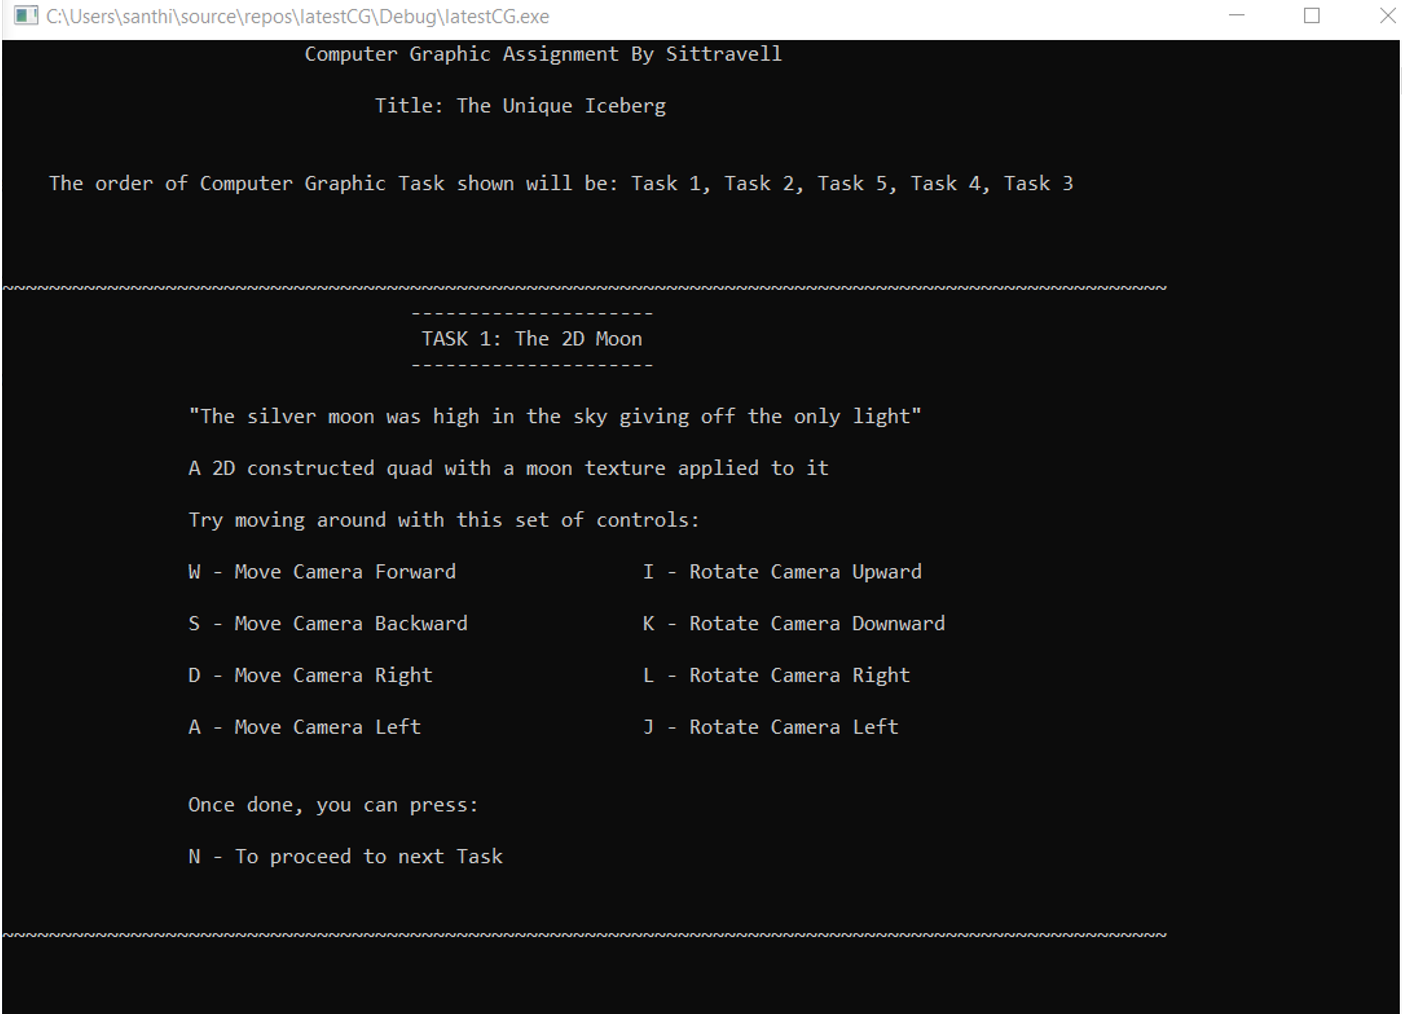 C:\Users\santhi\source\repos\latestCG\Debug\latestCG.exe
Computer Graphic Assignment By Sittravell
Title: The Unique Iceberg
The order of Computer Graphic Task shown will be: Task 1, Task 2, Task 5, Task 4, Task 3
~~~~~~~~~~~~~~~~~~~~~~~~~~~~~~~~~~~~~~~~~~~~~~~~~~~~~~~~~~~~~~~~~~~~~~~~~~~~~~~~~~~~~~~~~~~~~~~~~~~~
---------------------
TASK 1: The 2D Moon
---------------------
"The silver moon was high in the sky giving off the only light"
A 2D constructed quad with a moon texture applied to it
Try moving around with this set of controls:
W - Move Camera Forward I - Rotate Camera Upward
S - Move Camera Backward K - Rotate Camera Downward
D - Move Camera Right L - Rotate Camera Right
A - Move Camera Left J - Rotate Camera Left
Once done, you can press:
N - To proceed to next Task
~~~~~~~~~~~~~~~~~~~~~~~~~~~~~~~~~~~~~~~~~~~~~~~~~~~~~~~~~~~~~~~~~~~~~~~~~~~~~~~~~~~~~~~~~~~~~~~~~~~~